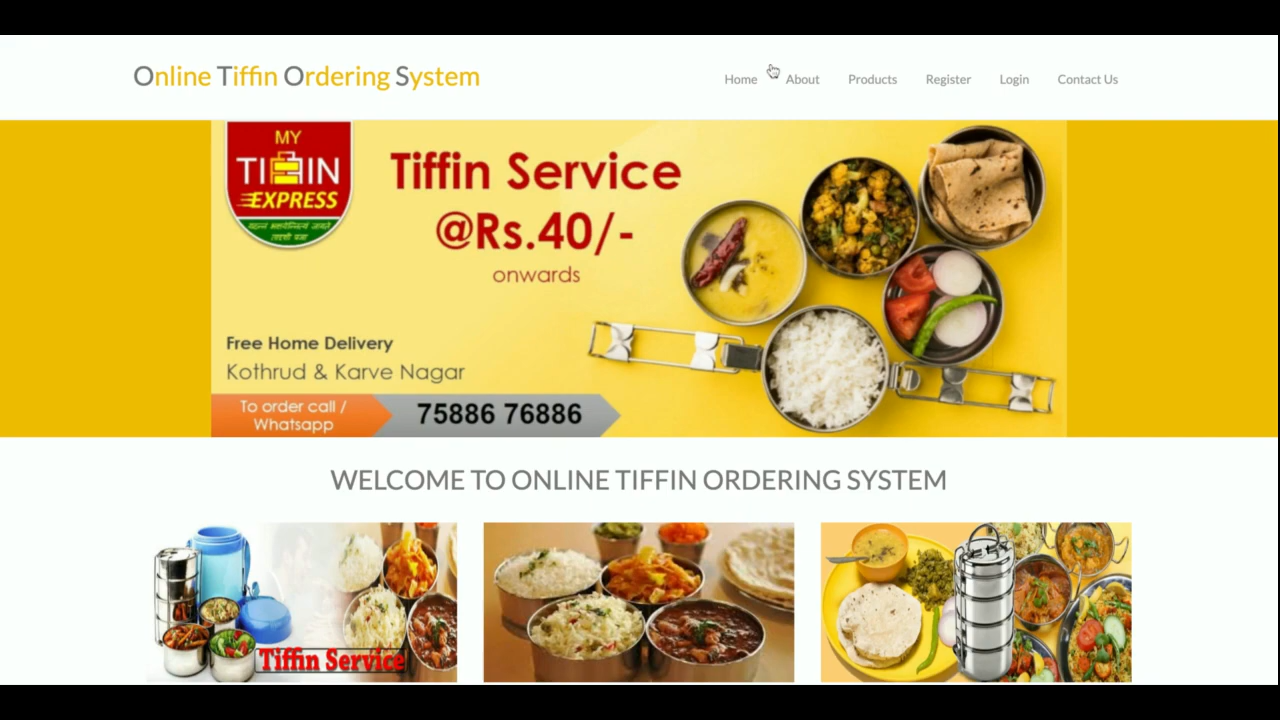 Online Tiffin Ordering System
Home
About
Products
Register
Login
Contact Us
MY
TIFFIN
EXPRESS
Tiffin Service
@Rs.40/-
onwards
Free Home Delivery
Kothrud & Karve Nagar
To order call /
Whatsapp
75886 76886
WELCOME TO ONLINE TIFFIN ORDERING SYSTEM
Tiffin Service